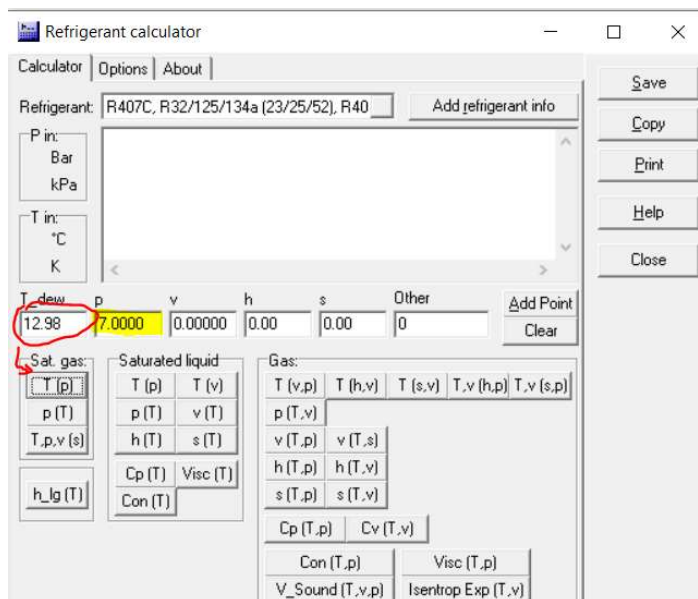 Refrigerant calculator
Calculator Options About
Save
Refrigerant: R407C, R32/125/134a (23/25/52), R40 Add refrigerant info
Copy
P in:
Bar
kPa
Print
T in:
°C
K
Help
Close
T_dew p v h s Other Add Point
12.98 7.0000 0.00000 0.00 0.00 0 Clear
Sat. gas: Saturated liquid Gas:
T (p) T (p) T (v) T (v,p) T (h,v) T (s,v) T,v (h,p) T,v (s,p)
p (T) p (T) v (T) p (T,v)
T,p,v (s) h (T) s (T) v (T,p) v (T,s)
h_lg (T) Cp (T) Visc (T) h (T,p) h (T,v)
Con (T) s (T,p) s (T,v)
Cp (T,p) Cv (T,v)
Con (T,p) Visc (T,p)
V_Sound (T,v,p) Isentrop Exp (T,v)